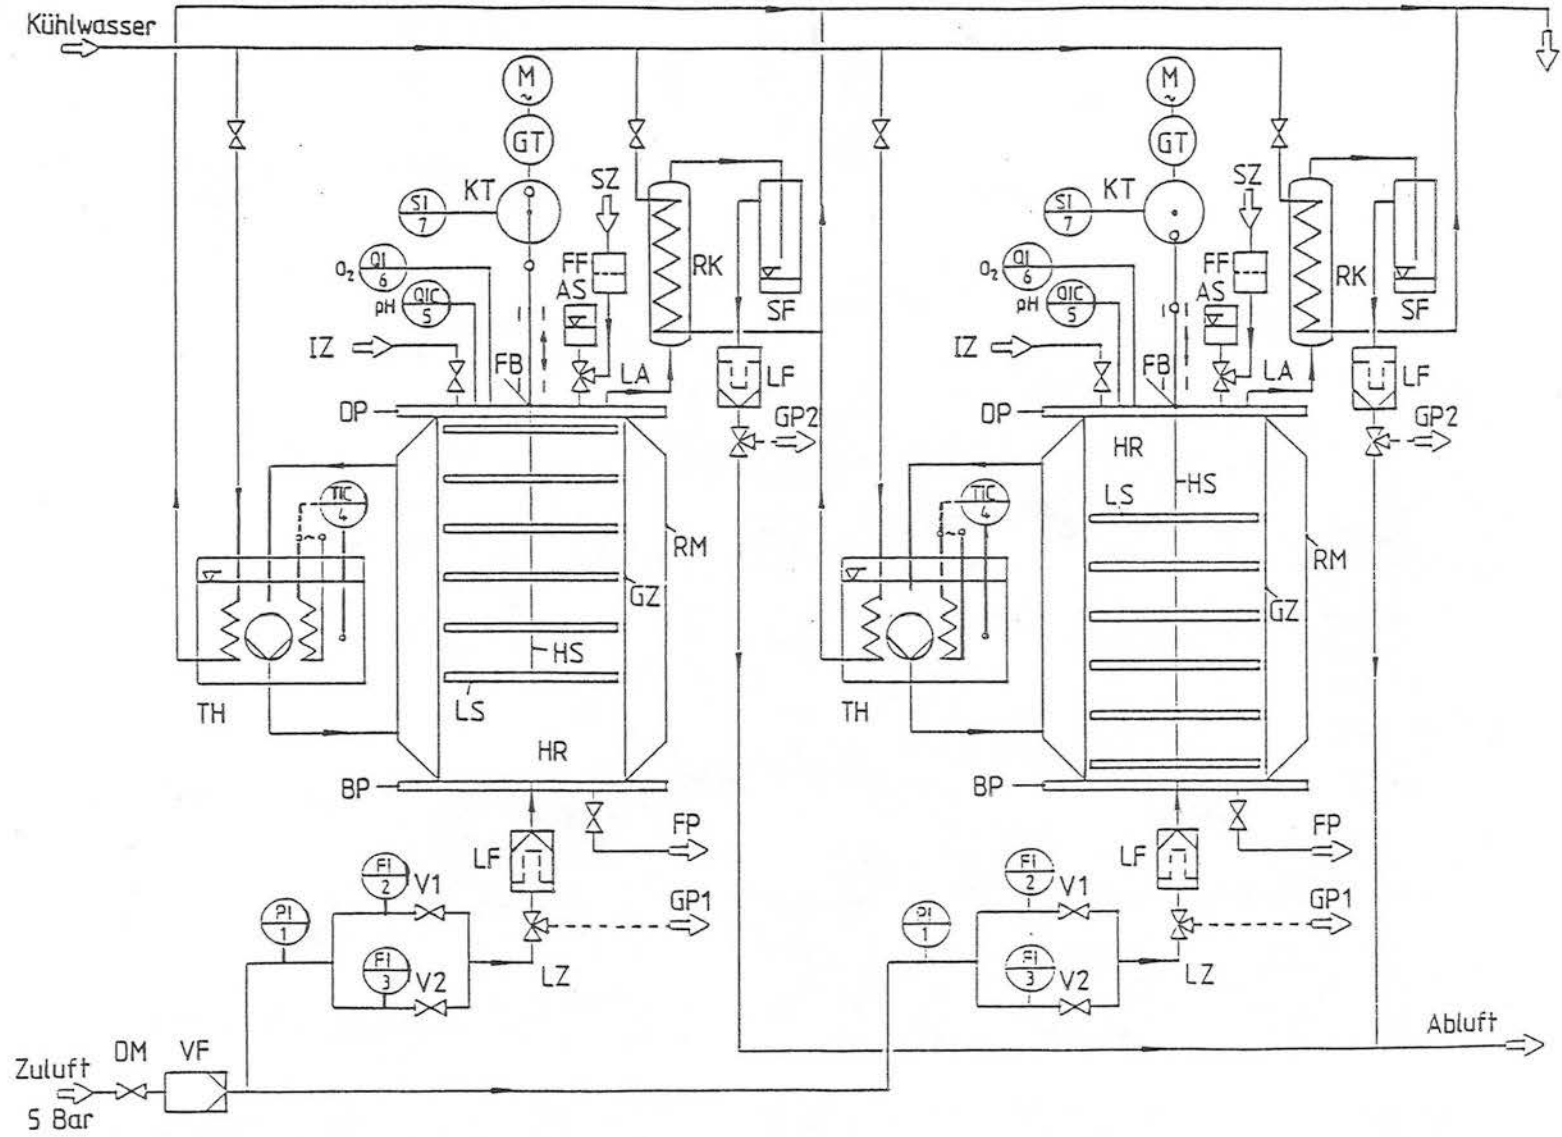 Kühlwasser
M
~
M
~
GT
GT
SZ
SZ
KT
KT
SI
7
SI
7
RK
RK
O₂
QI
6
O₂
QI
6
FF
FF
AS
AS
pH
QIC
5
pH
QIC
5
SF
SF
IZ
IZ
FB
FB
LA
LA
LF
LF
DP
DP
GP2
GP2
HR
TIC
4
TIC
4
HS
LS
RM
RM
GZ
GZ
HS
LS
TH
TH
HR
BP
BP
FP
FP
LF
LF
FI
2
V1
FI
2
V1
GP1
GP1
PI
1
PI
1
FI
3
V2
FI
3
V2
LZ
LZ
Abluft
Zuluft
DM
VF
5 Bar